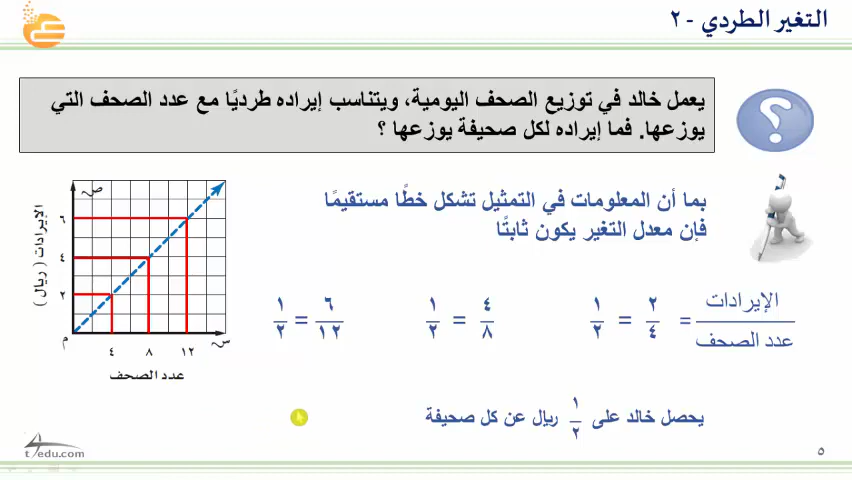 التغير الطردي - ٢
يعمل خالد في توزيع الصحف اليومية، ويتناسب إيراده طرديًا مع عدد الصحف التي
يوزعها. فما إيراده لكل صحيفة يوزعها ؟
بما أن المعلومات في التمثيل تشكل خطًا مستقيمًا
فإن معدل التغير يكون ثابتًا
ص
الإيرادات ( ريال )
٦
٤
٢
م
٤ ٨ ١٢
س
عدد الصحف
الإيرادات / عدد الصحف = ٢/٤ = ١/٢
٤/٨ = ١/٢
٦/١٢ = ١/٢
يحصل خالد على ١/٢ ريال عن كل صحيفة
t4edu.com
٥